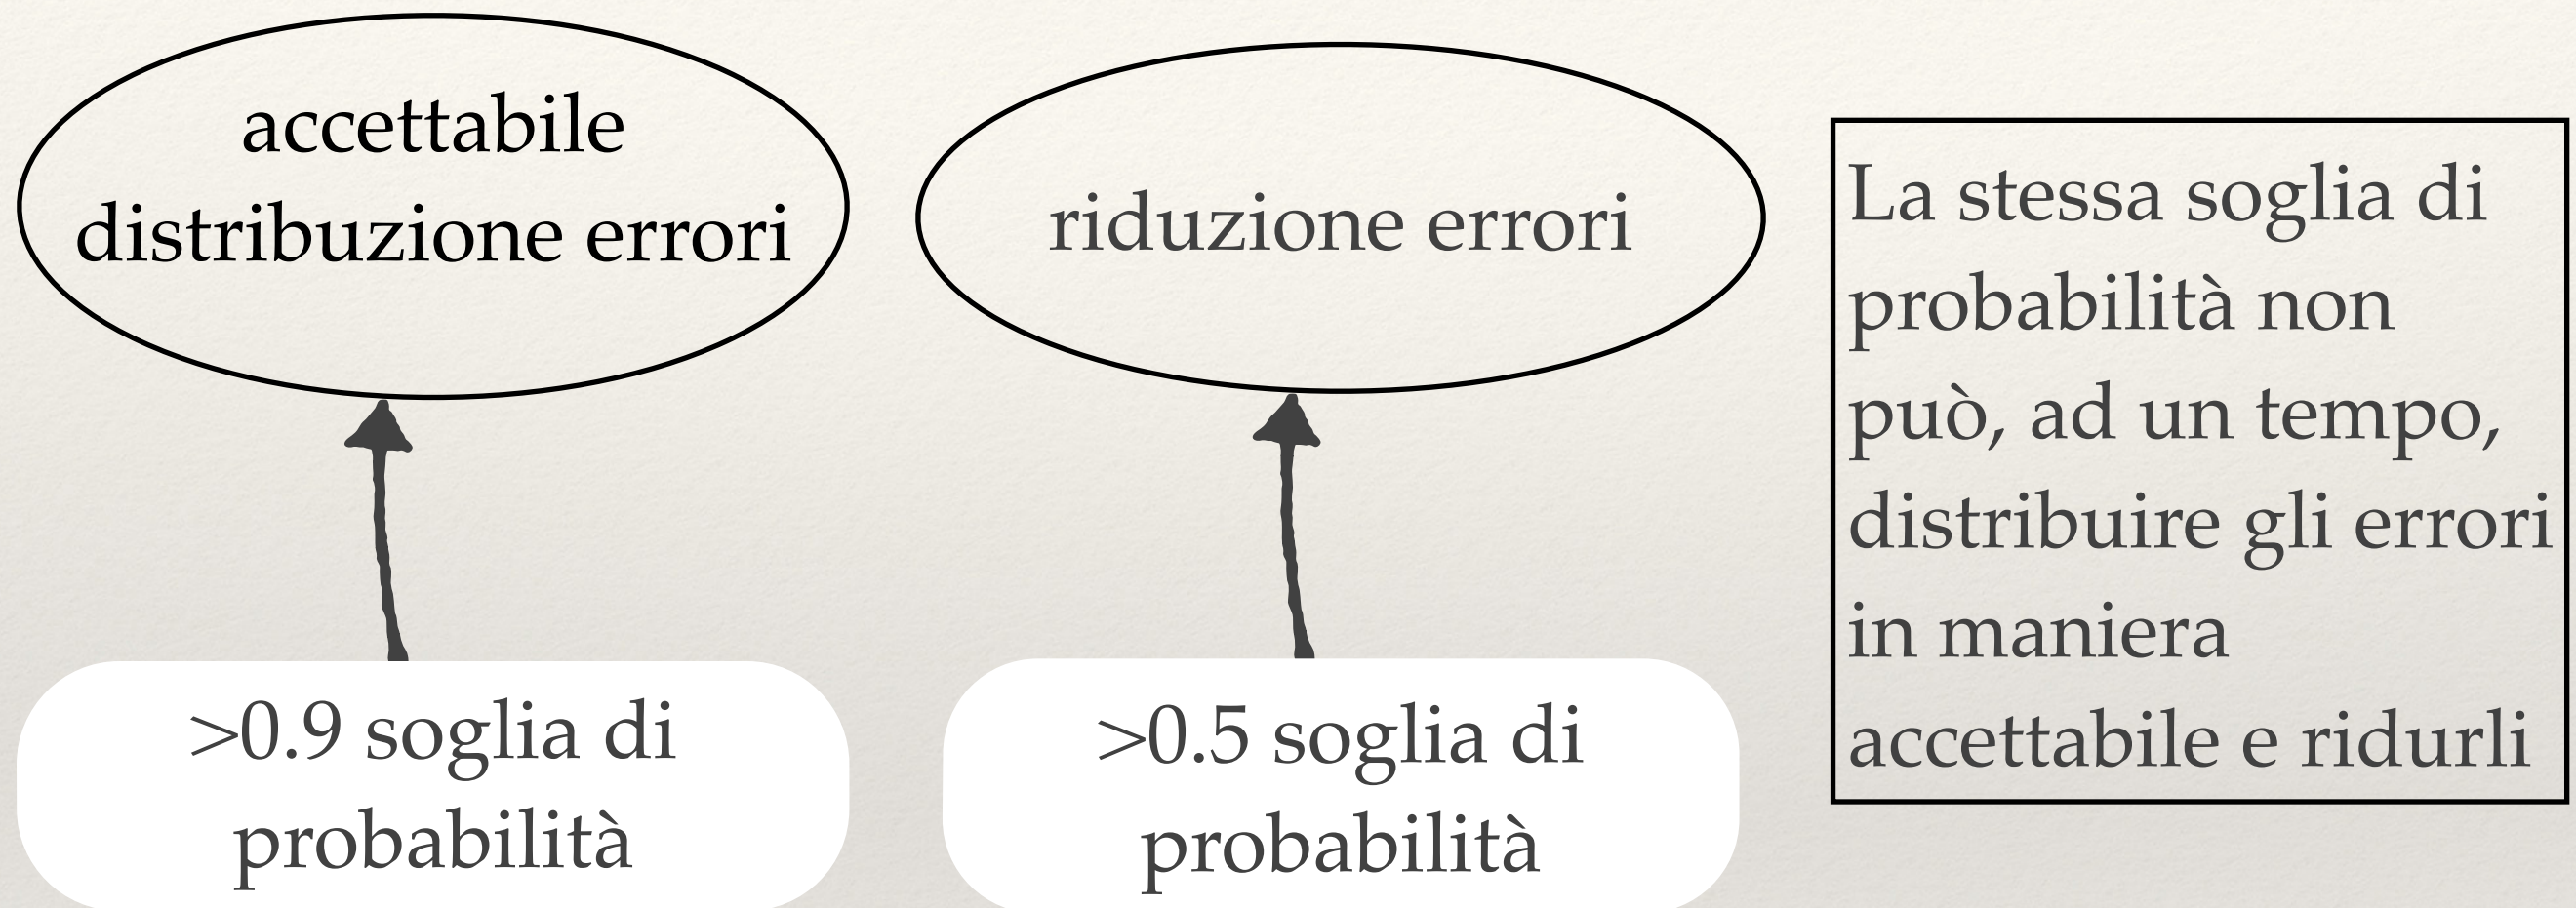 accettabile
distribuzione errori
riduzione errori
La stessa soglia di
probabilità non
può, ad un tempo,
distribuire gli errori
in maniera
accettabile e ridurli
>0.9 soglia di
probabilità
>0.5 soglia di
probabilità